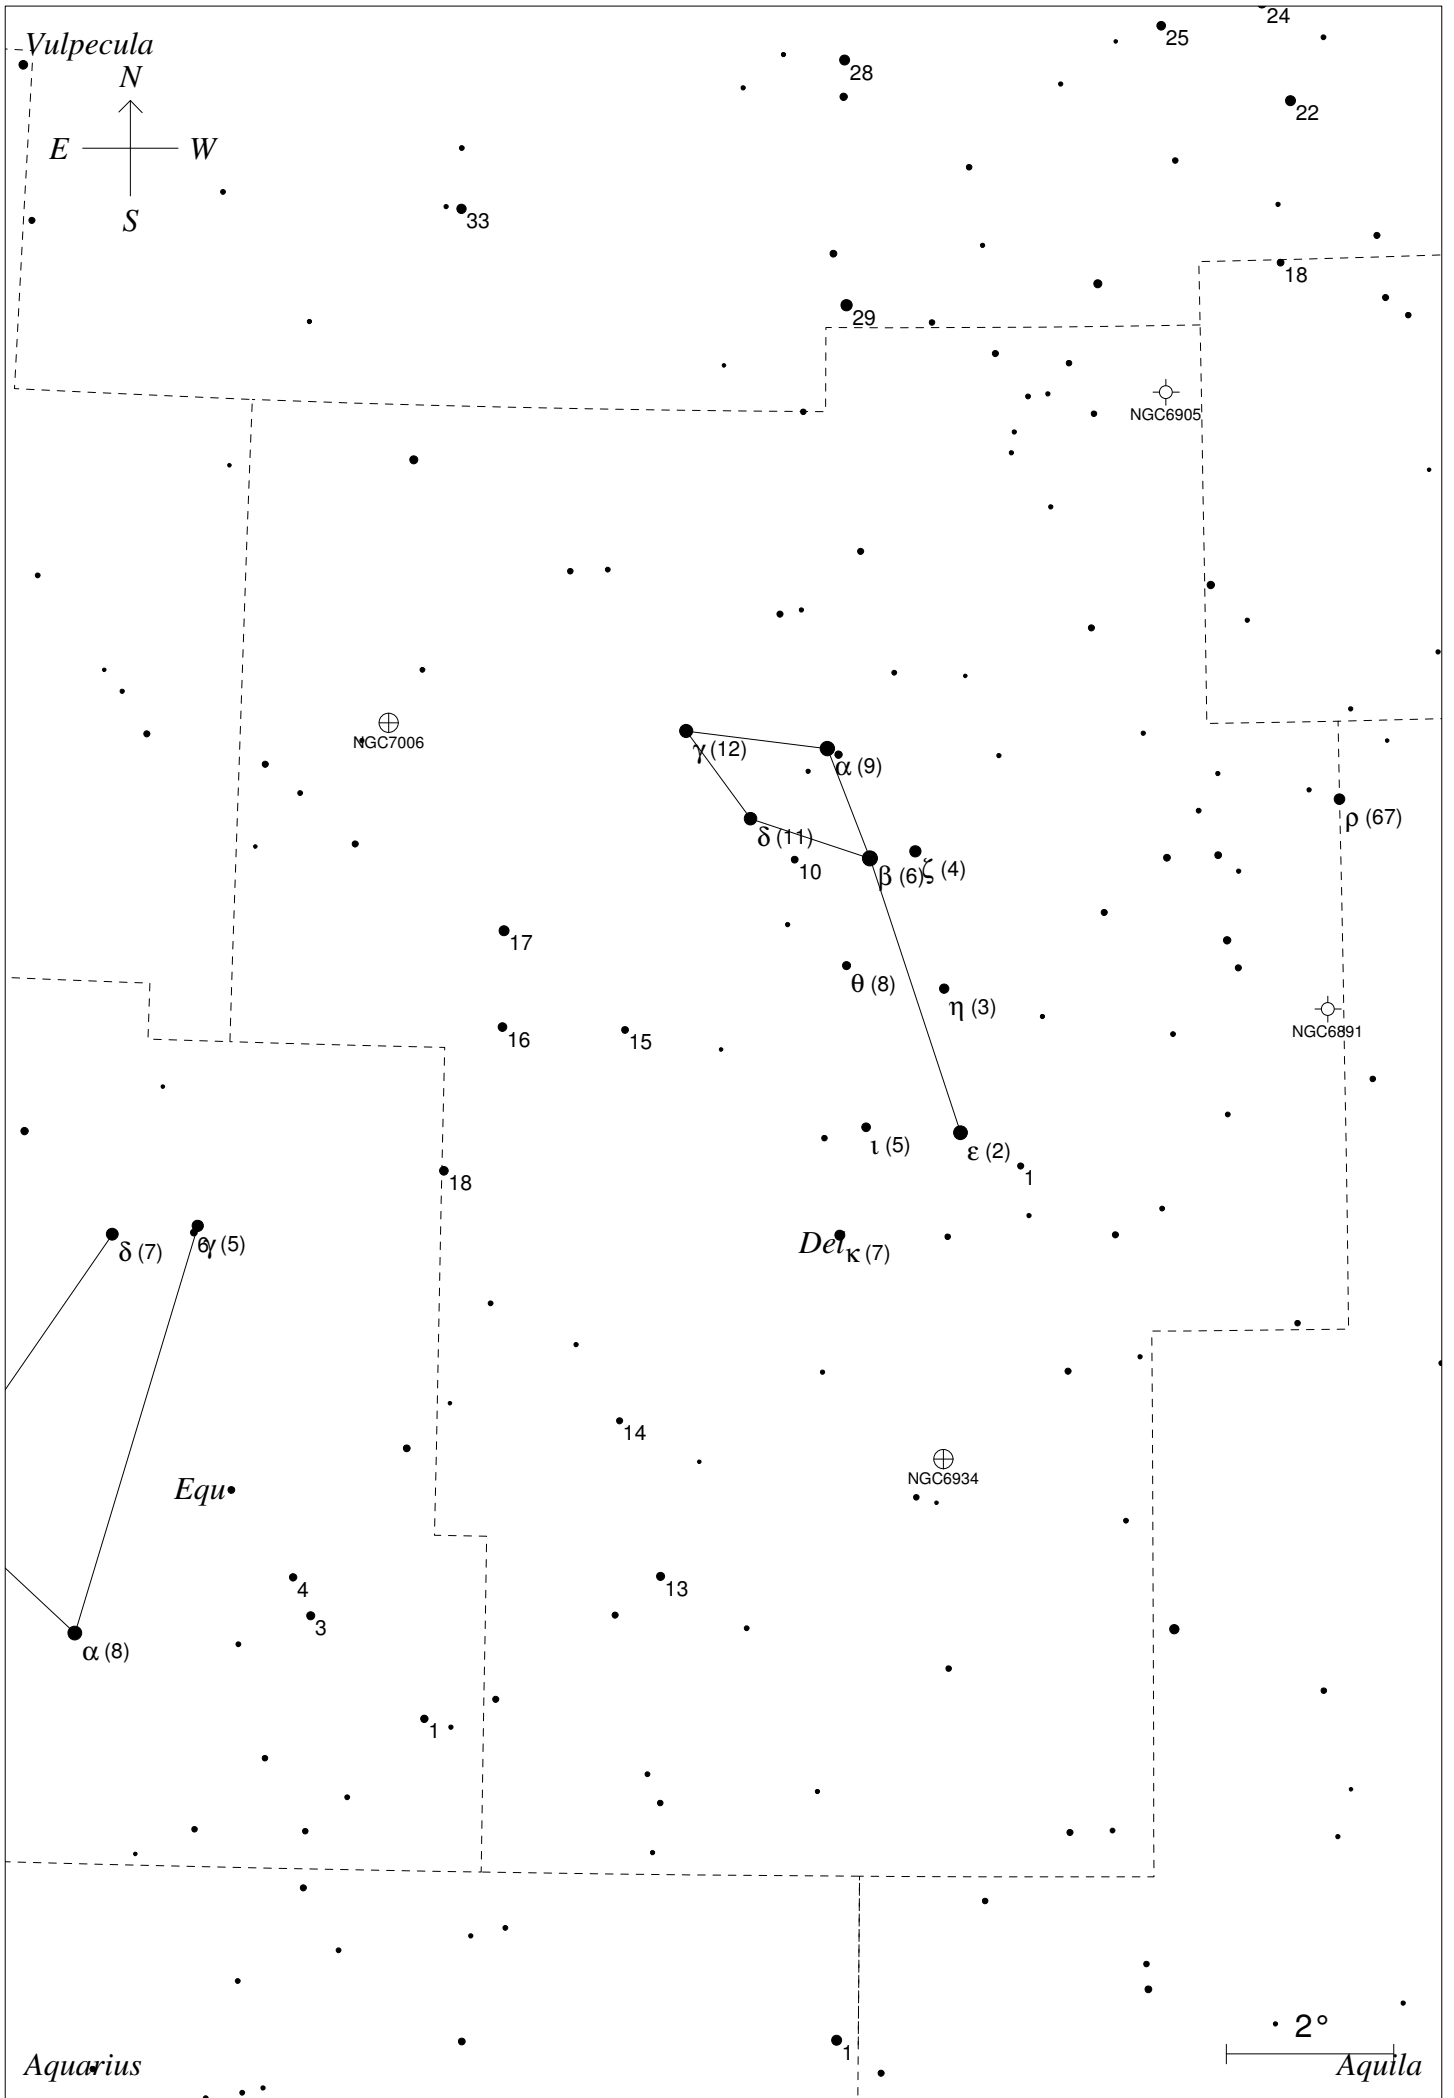 24
25
Vulpecula
28
N
22
E W
33
S
18
29
NGC6905
NGC7006
γ (12)
α (9)
ρ (67)
δ (11)
10
β (6)
ζ (4)
17
θ (8)
η (3)
NGC6891
16
15
ι (5)
ε (2)
1
18
δ (7)
6
γ (5)
Del
κ (7)
14
NGC6934
Equ
4
13
3
α (8)
1
2°
1
Aquarius
Aquila